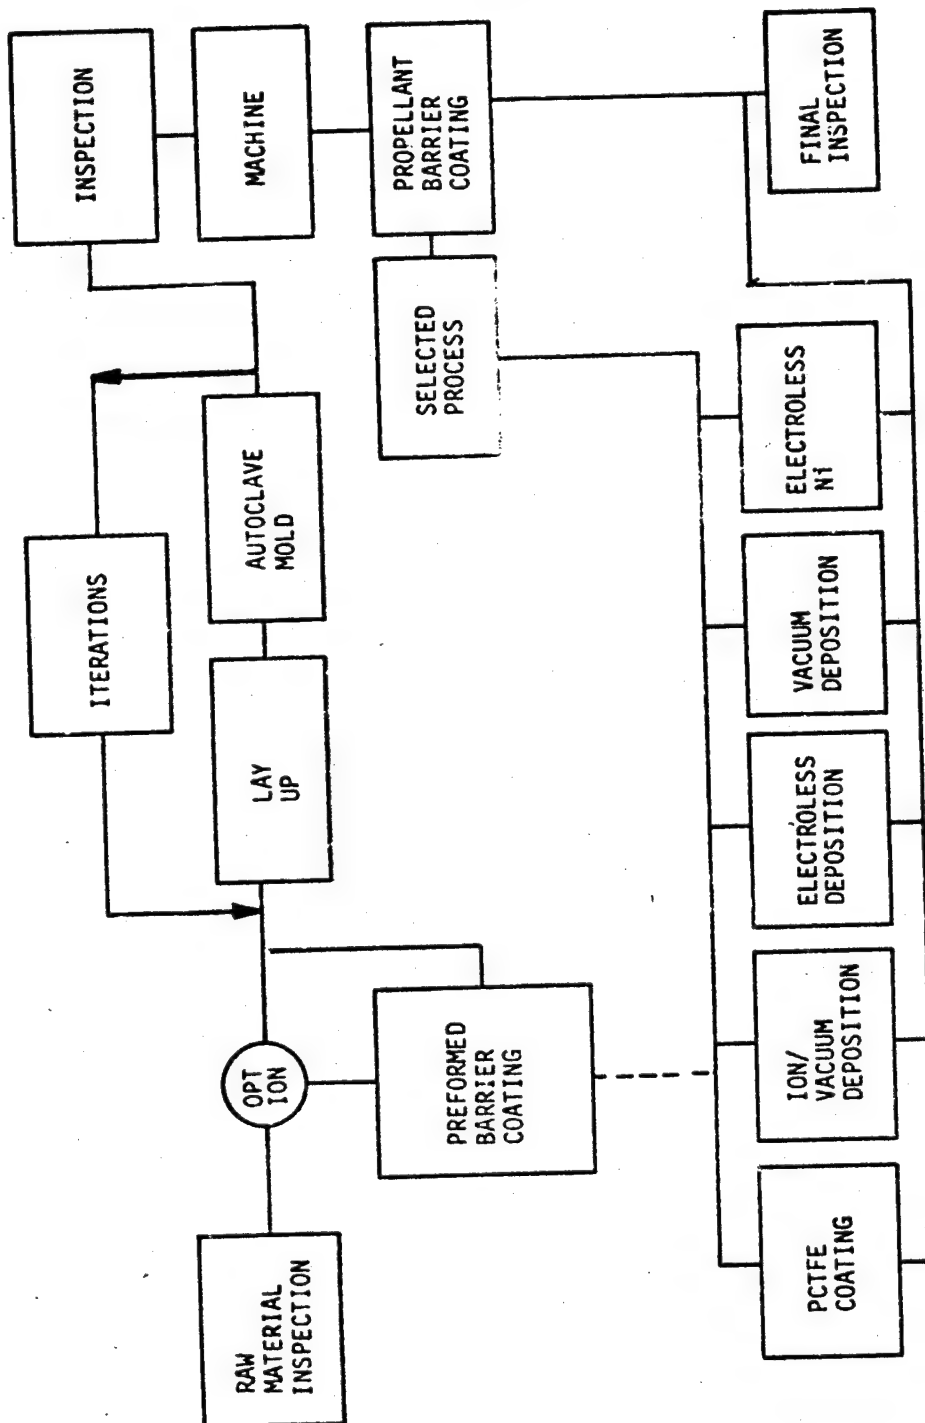 RAW
MATERIAL
INSPECTION
OPT
ION
PREFORMED
BARRIER
COATING
ITERATIONS
LAY
UP
AUTOCLAVE
MOLD
INSPECTION
MACHINE
PROPELLANT
BARRIER
COATING
SELECTED
PROCESS
PCTFE
COATING
ION/
VACUUM
DEPOSITION
ELECTROLESS
DEPOSITION
VACUUM
DEPOSITION
ELECTROLESS
Ni
FINAL
INSPECTION